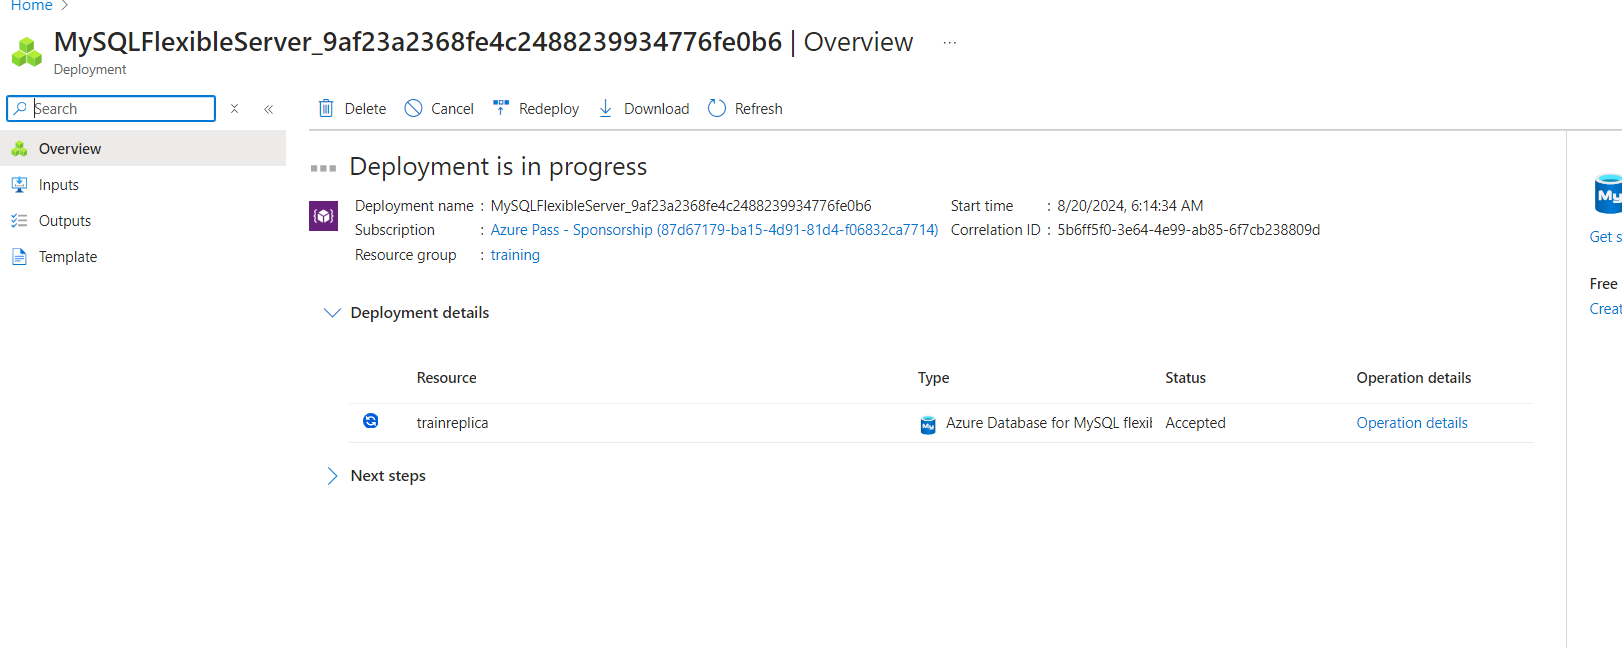 Home >
MySQLFlexibleServer_9af23a2368fe4c2488239934776fe0b6 | Overview ...
Deployment
Search
Delete Cancel Redeploy Download Refresh
Overview
Inputs
Outputs
Template
Deployment is in progress
Deployment name : MySQLFlexibleServer_9af23a2368fe4c2488239934776fe0b6 Start time : 8/20/2024, 6:14:34 AM
Subscription : Azure Pass - Sponsorship (87d67179-ba15-4d91-81d4-f06832ca7714) Correlation ID : 5b6ff5f0-3e64-4e99-ab85-6f7cb238809d
Resource group : training
Deployment details
Resource Type Status Operation details
trainreplica Azure Database for MySQL flexib Accepted Operation details
Next steps
My
Get s
Free
Creat